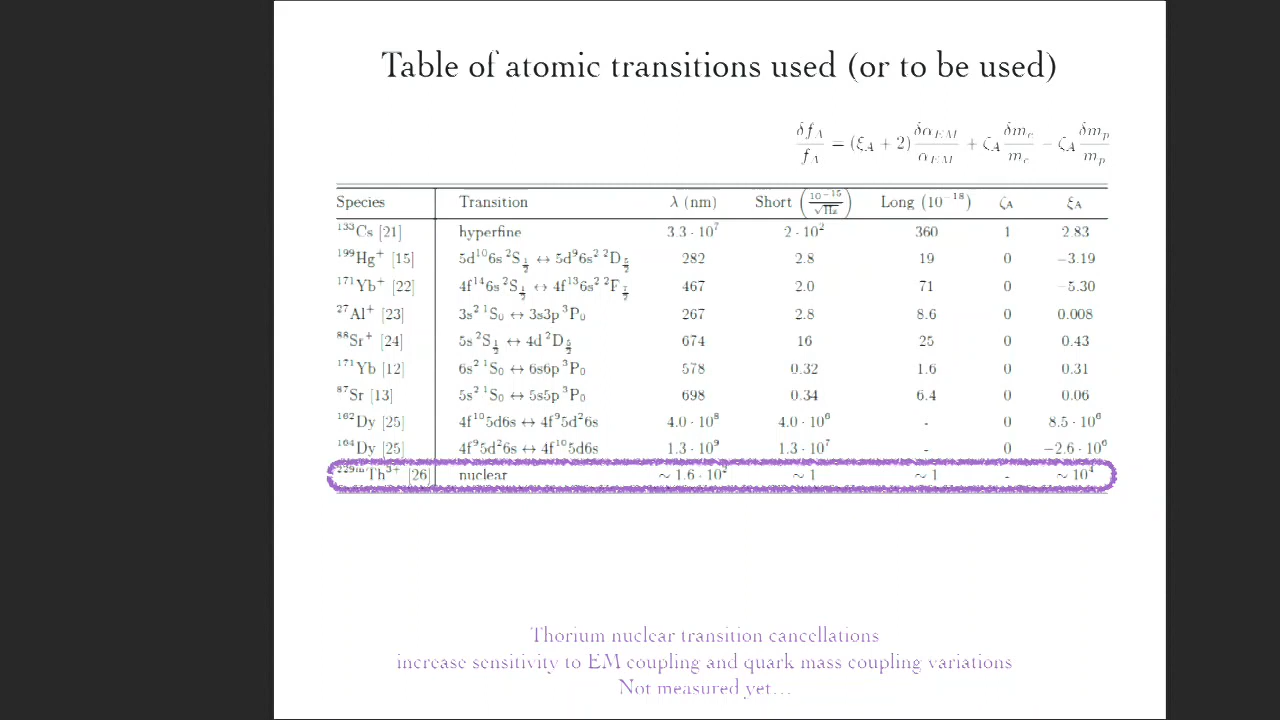 Table of atomic transitions used (or to be used)
δf_A/f_A = (ξ_A + 2) δα_EM/α_EM + ζ_A δm_e/m_e − ζ_A δm_p/m_p
Species Transition λ (nm) Short (10⁻¹⁵/√Hz) Long (10⁻¹⁸) ζ_A ξ_A
¹³³Cs [21] hyperfine 3.3 · 10⁷ 2 · 10² 360 1 2.83
¹⁹⁹Hg⁺ [15] 5d¹⁰6s ²S_1/2 ↔ 5d⁹6s² ²D_5/2 282 2.8 19 0 −3.19
¹⁷¹Yb⁺ [22] 4f¹⁴6s ²S_1/2 ↔ 4f¹³6s² ²F_7/2 467 2.0 71 0 −5.30
²⁷Al⁺ [23] 3s² ¹S₀ ↔ 3s3p ³P₀ 267 2.8 8.6 0 0.008
⁸⁸Sr⁺ [24] 5s ²S_1/2 ↔ 4d ²D_5/2 674 16 25 0 0.43
¹⁷¹Yb [12] 6s² ¹S₀ ↔ 6s6p ³P₀ 578 0.32 1.6 0 0.31
⁸⁷Sr [13] 5s² ¹S₀ ↔ 5s5p ³P₀ 698 0.34 6.4 0 0.06
¹⁶²Dy [25] 4f¹⁰5d6s ↔ 4f⁹5d²6s 4.0 · 10⁸ 4.0 · 10⁶ - 0 8.5 · 10⁶
¹⁶⁴Dy [25] 4f⁹5d²6s ↔ 4f¹⁰5d6s 1.3 · 10⁹ 1.3 · 10⁷ - 0 −2.6 · 10⁶
²²⁹ᵐTh³⁺ [26] nuclear ~ 1.6 · 10² ~ 1 ~ 1 - ~ 10⁴
Thorium nuclear transition cancellations
increase sensitivity to EM coupling and quark mass coupling variations
Not measured yet...